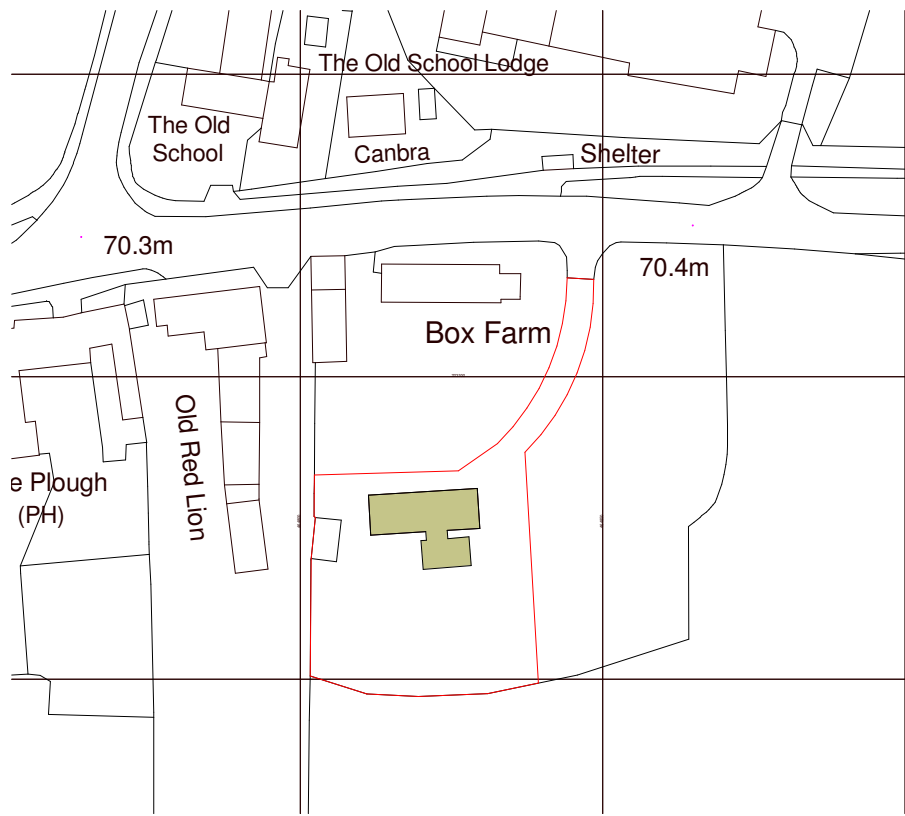 The Old School Lodge
The Old
School
Canbra
Shelter
70.3m
70.4m
Box Farm
Old Red Lion
e Plough
(PH)